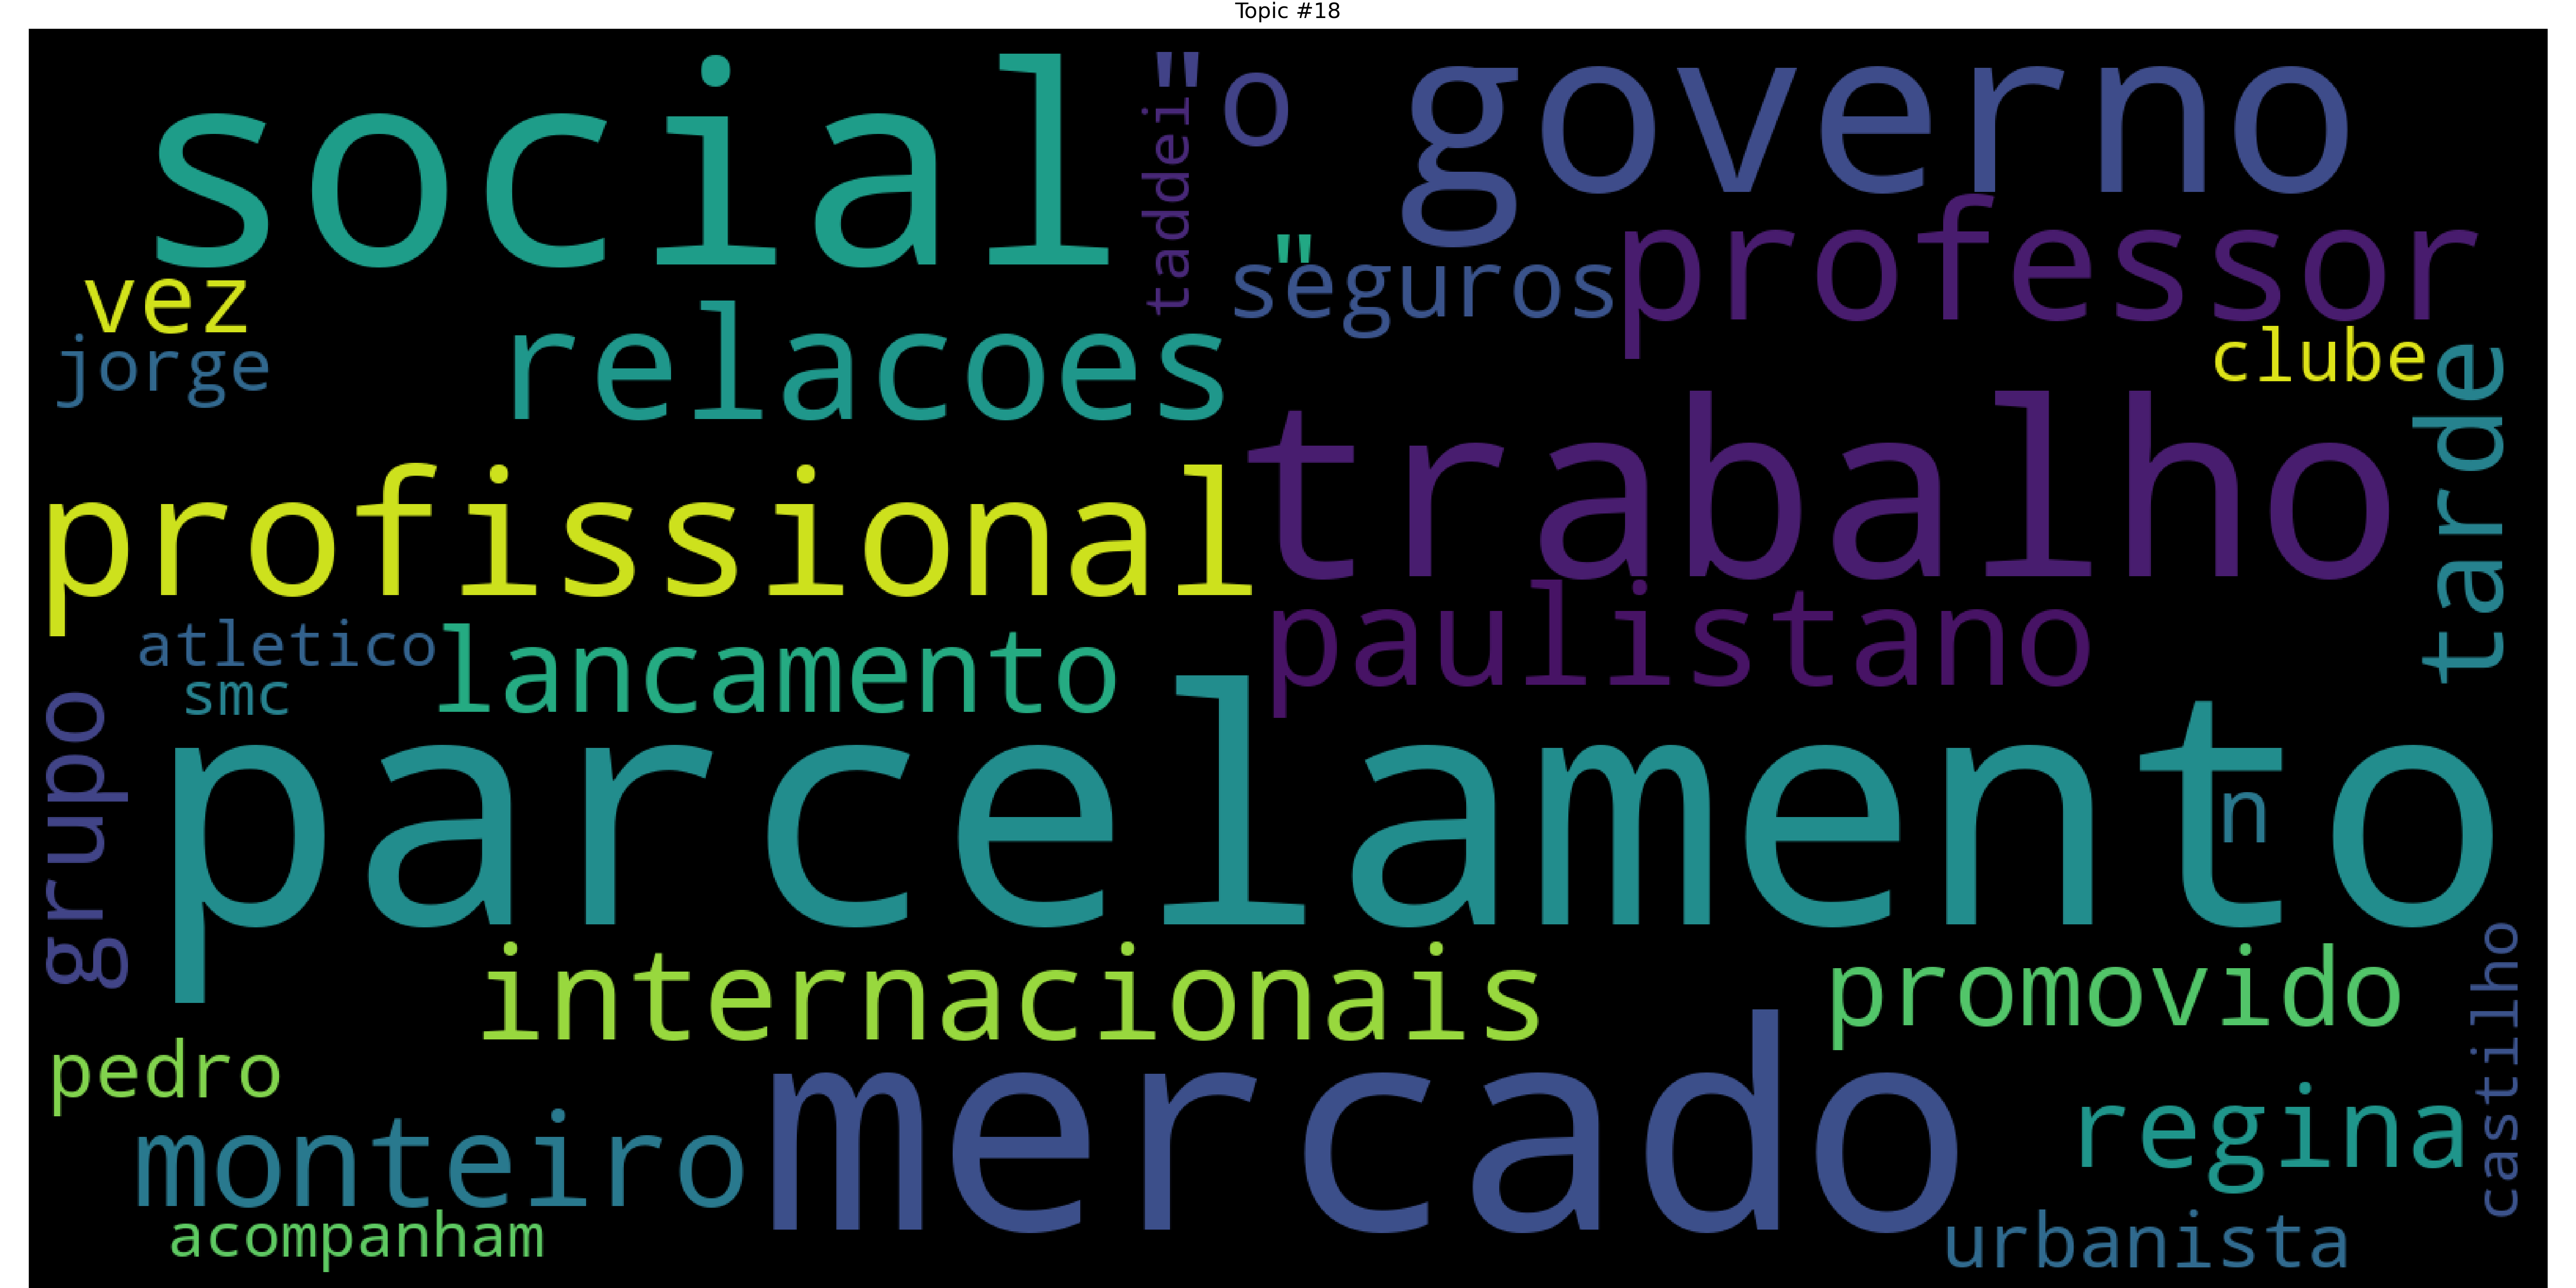 Topic #18
social
taddei
"o
governo
"
seguros
professor
vez
jorge
relacoes
clube
tarde
profissional
trabalho
atletico
smc
lancamento
paulistano
grupo
parcelamento
n
internacionais
promovido
castilho
pedro
mercado
monteiro
regina
acompanham
urbanista